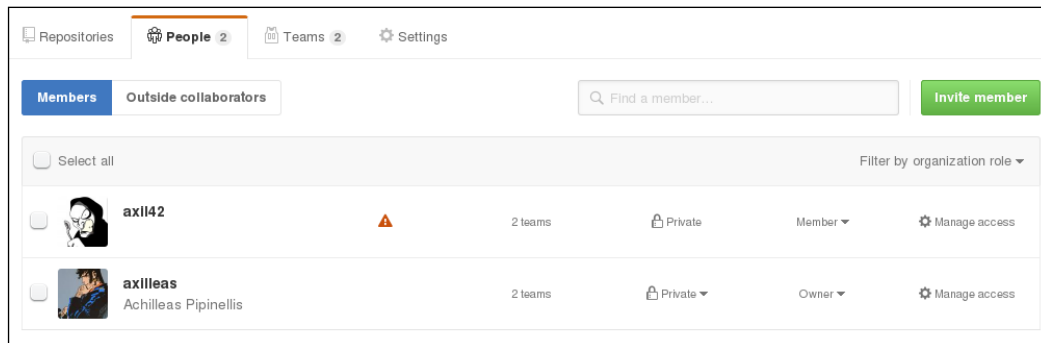 Repositories People 2 Teams 2 Settings
Members Outside collaborators Find a member... Invite member
Select all Filter by organization role
axil42 2 teams Private Member Manage access
axilleas 2 teams Private Owner Manage access
Achilleas Pipinellis